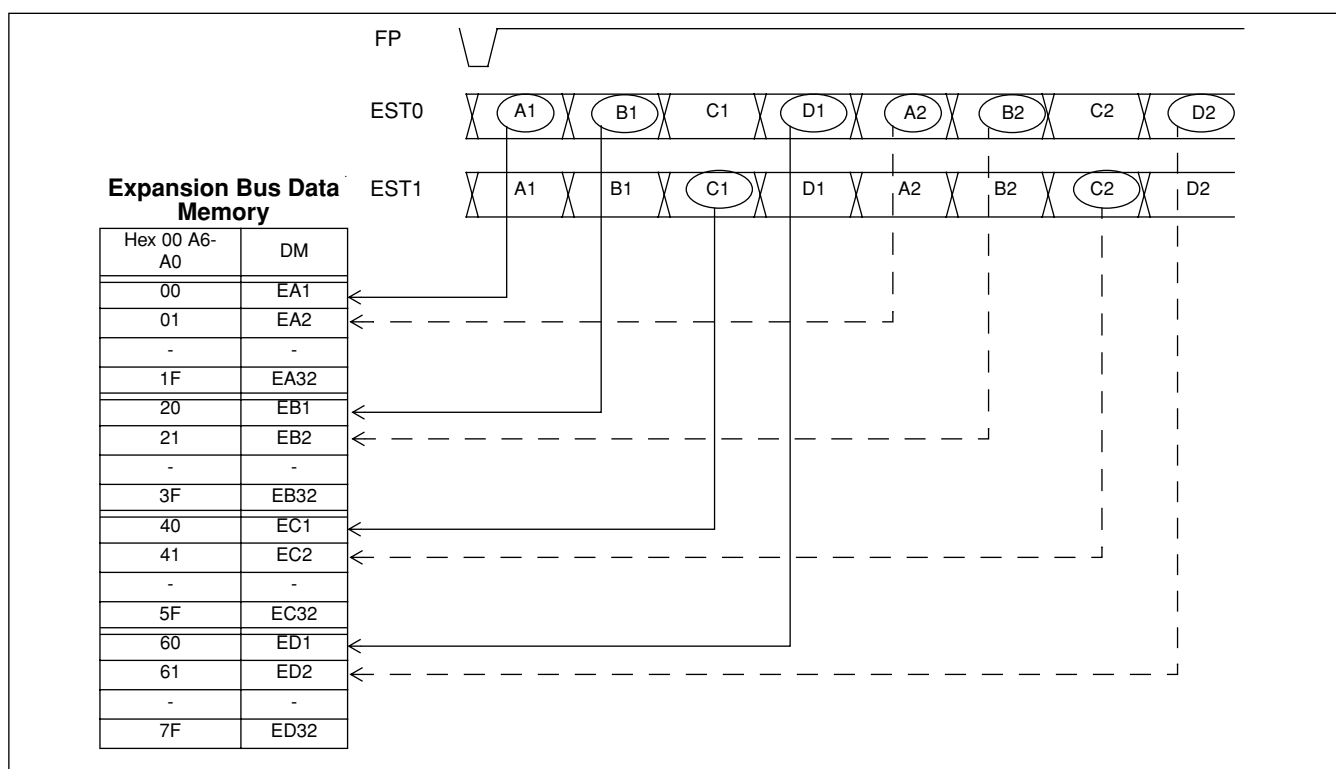 FP
EST0 A1 B1 C1 D1 A2 B2 C2 D2
EST1 A1 B1 C1 D1 A2 B2 C2 D2
Expansion Bus Data
Memory
Hex 00 A6-
A0 DM
00 EA1
01 EA2
- -
1F EA32
20 EB1
21 EB2
- -
3F EB32
40 EC1
41 EC2
- -
5F EC32
60 ED1
61 ED2
- -
7F ED32